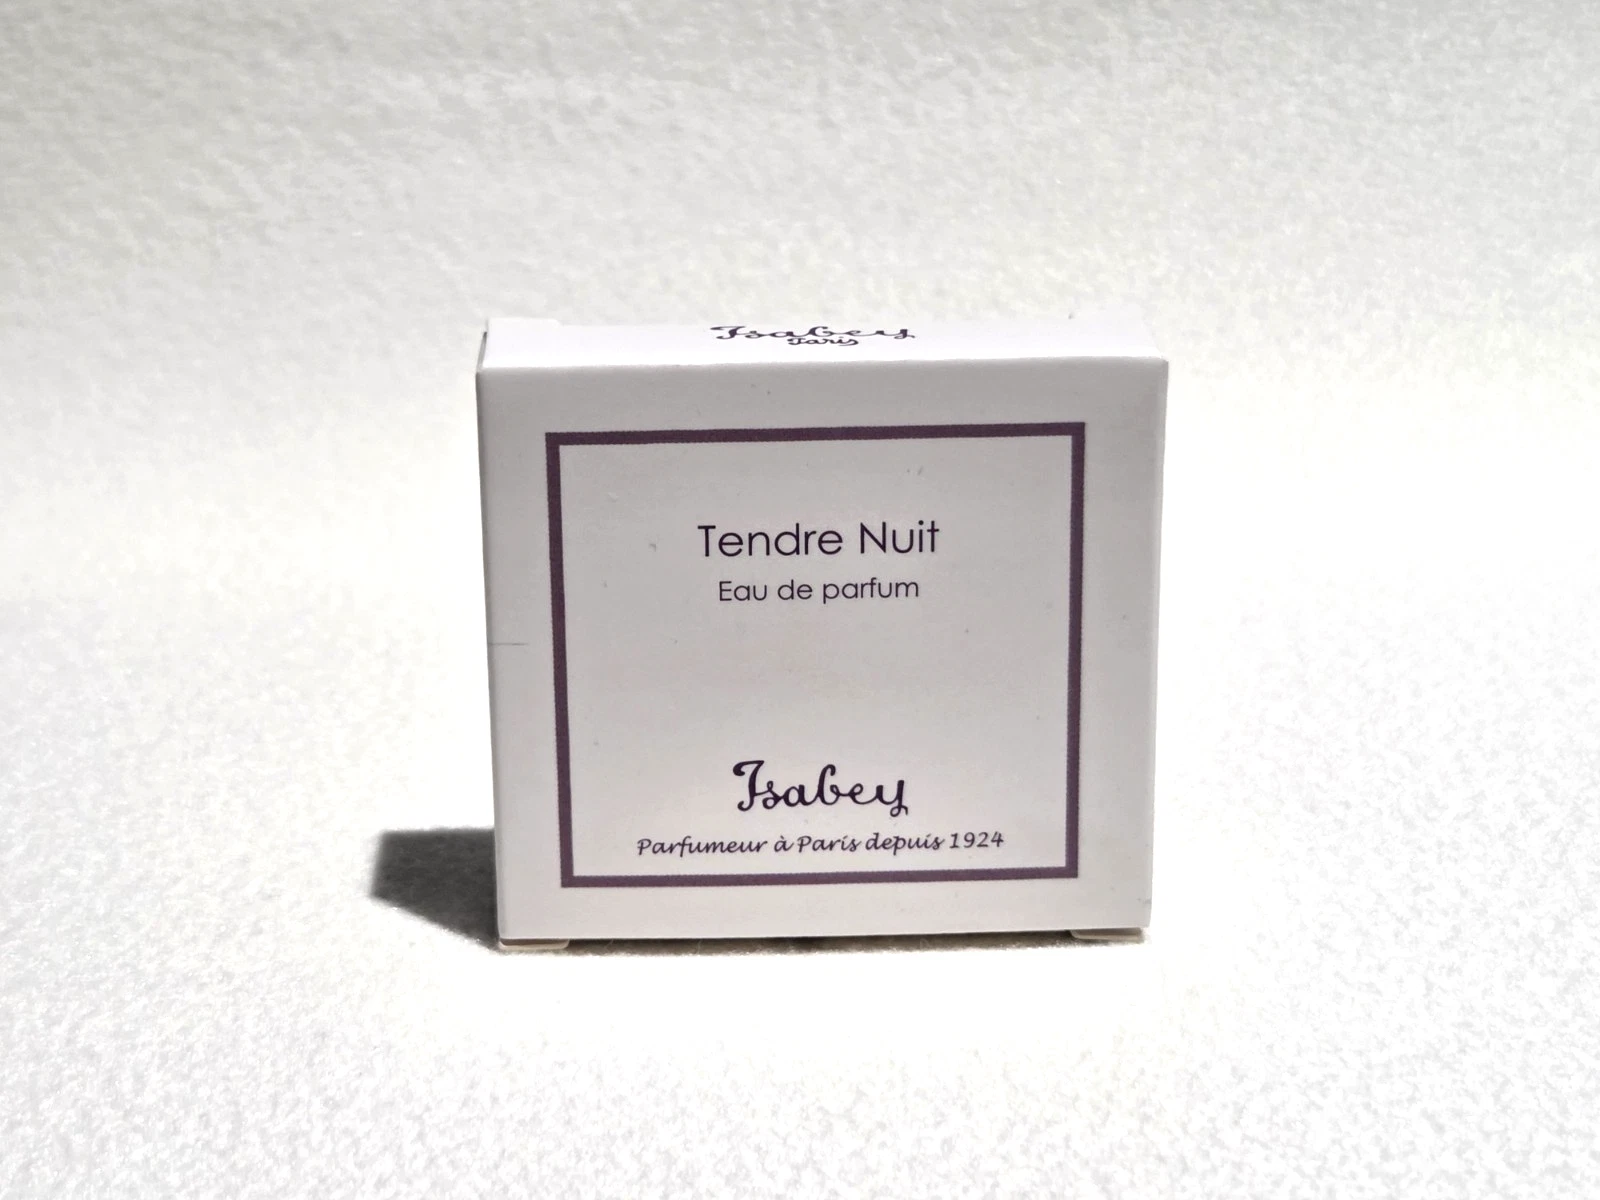 Isabey
Paris
Tendre Nuit
Eau de parfum
Isabey
Parfumeur à Paris depuis 1924